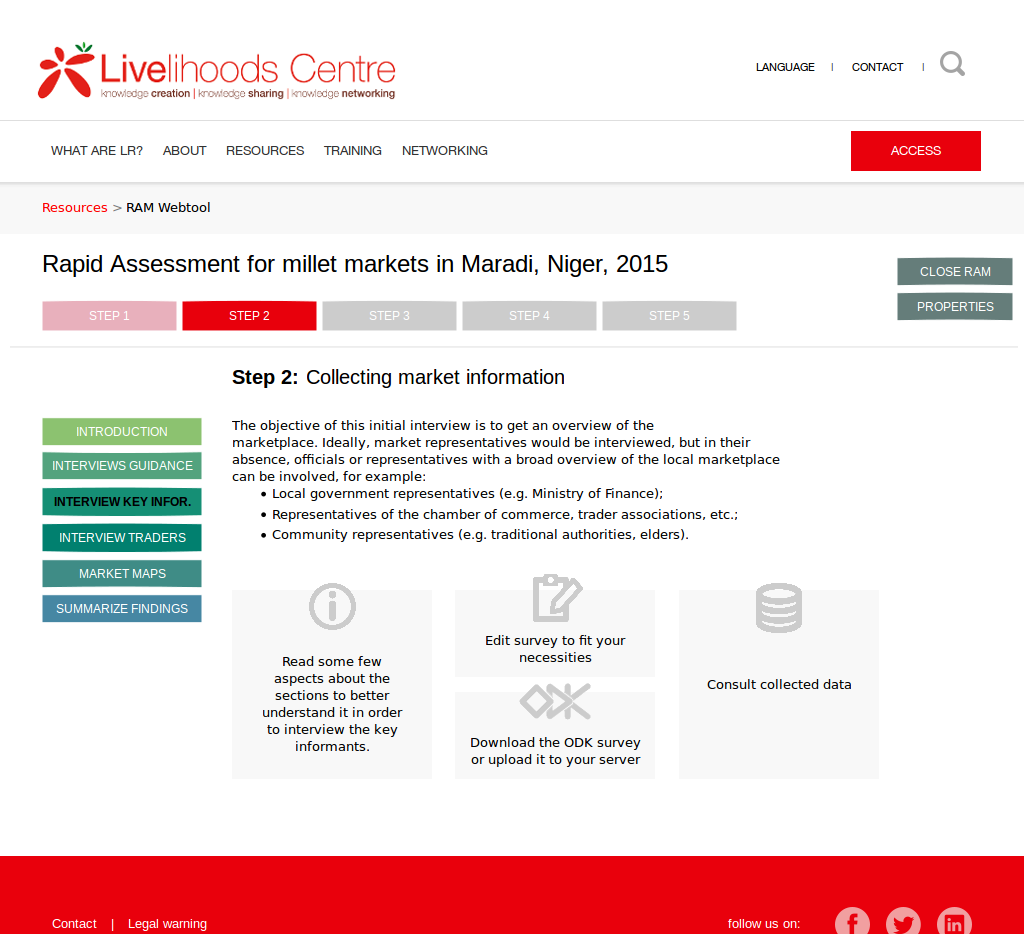 Livelihoods Centre
knowledge creation | knowledge sharing | knowledge networking
LANGUAGE | CONTACT |
WHAT ARE LR? ABOUT RESOURCES TRAINING NETWORKING ACCESS
Resources > RAM Webtool
Rapid Assessment for millet markets in Maradi, Niger, 2015
CLOSE RAM
PROPERTIES
STEP 1 STEP 2 STEP 3 STEP 4 STEP 5
Step 2: Collecting market information
INTRODUCTION
INTERVIEWS GUIDANCE
INTERVIEW KEY INFOR.
INTERVIEW TRADERS
MARKET MAPS
SUMMARIZE FINDINGS
The objective of this initial interview is to get an overview of the
marketplace. Ideally, market representatives would be interviewed, but in their
absence, officials or representatives with a broad overview of the local marketplace
can be involved, for example:
• Local government representatives (e.g. Ministry of Finance);
• Representatives of the chamber of commerce, trader associations, etc.;
• Community representatives (e.g. traditional authorities, elders).
Read some few
aspects about the
sections to better
understand it in order
to interview the key
informants.
Edit survey to fit your
necessities
ODK
Download the ODK survey
or upload it to your server
Consult collected data
Contact | Legal warning
follow us on: